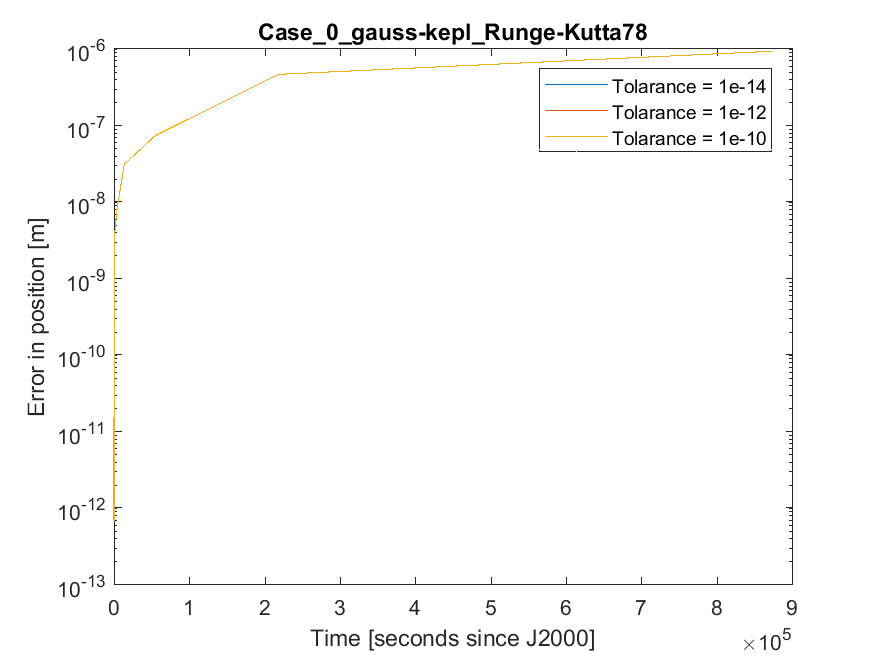 Case_0_gauss-kepl_Runge-Kutta78
10^-6
10^-7
10^-8
10^-9
10^-10
10^-11
10^-12
10^-13
Error in position [m]
Tolarance = 1e-14
Tolarance = 1e-12
Tolarance = 1e-10
0 1 2 3 4 5 6 7 8 9
Time [seconds since J2000]
×10^5